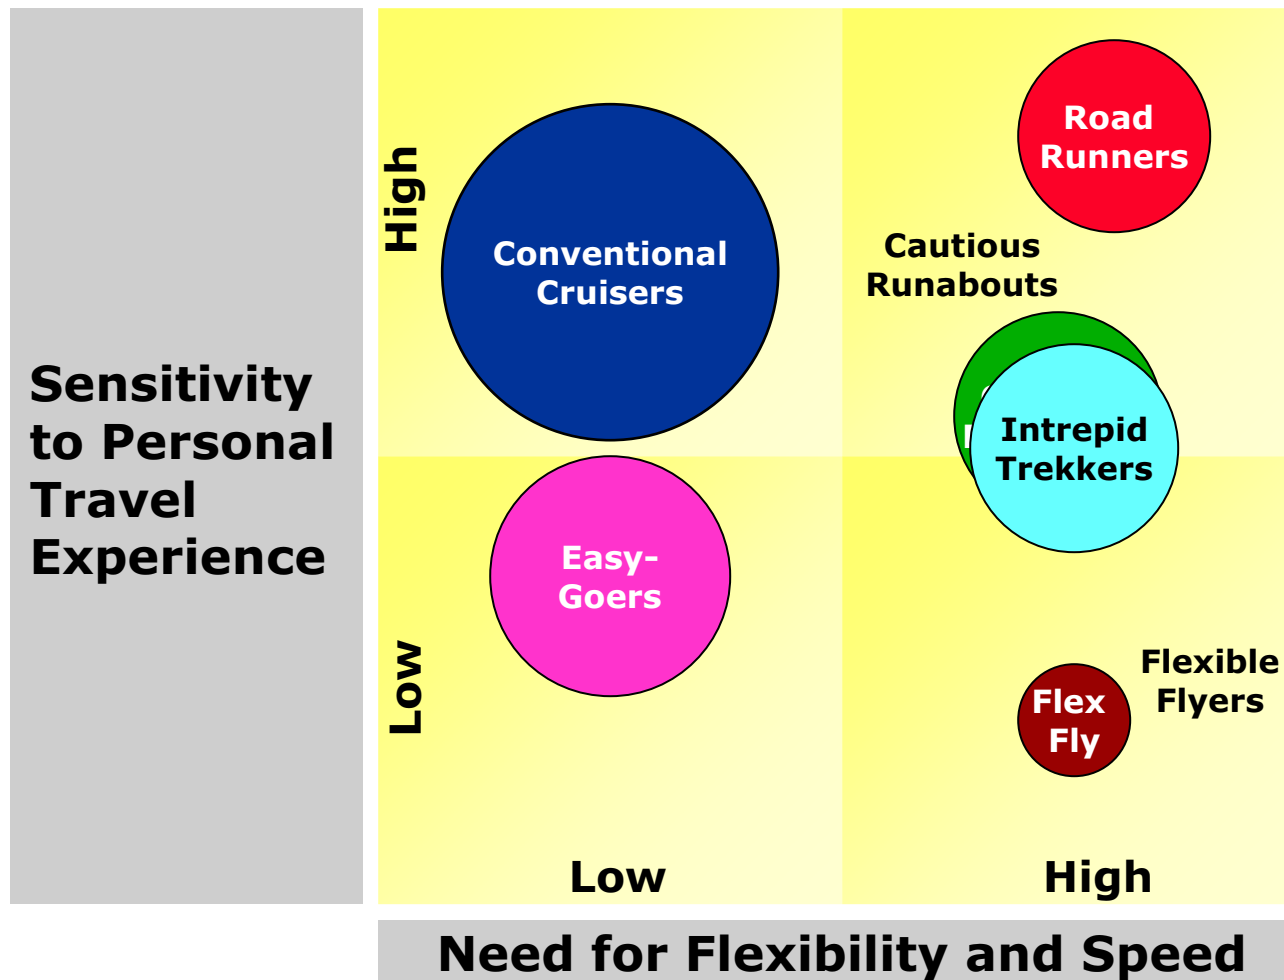 Sensitivity
to Personal
Travel
Experience
High
Low
Conventional
Cruisers
Road
Runners
Cautious
Runabouts
Intrepid
Trekkers
Easy-
Goers
Flexible
Flyers
Flex
Fly
Low
High
Need for Flexibility and Speed